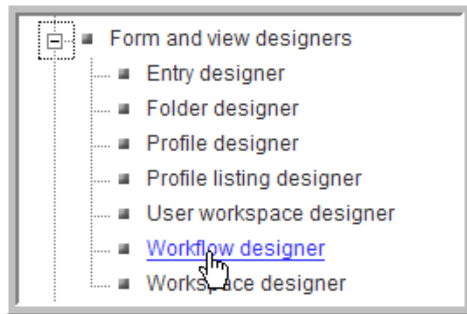 Form and view designers
Entry designer
Folder designer
Profile designer
Profile listing designer
User workspace designer
Workflow designer
Workspace designer